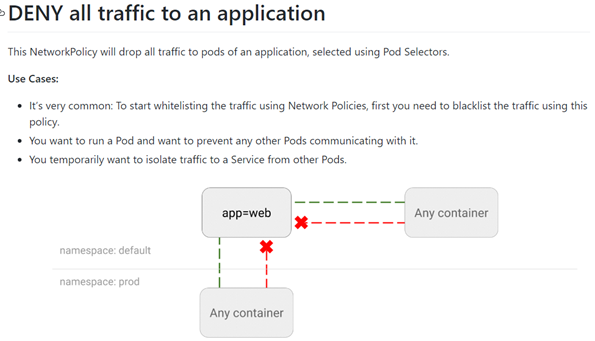 DENY all traffic to an application
This NetworkPolicy will drop all traffic to pods of an application, selected using Pod Selectors.
Use Cases:
• It's very common: To start whitelisting the traffic using Network Policies, first you need to blacklist the traffic using this
policy.
• You want to run a Pod and want to prevent any other Pods communicating with it.
• You temporarily want to isolate traffic to a Service from other Pods.
app=web
Any container
namespace: default
namespace: prod
Any container